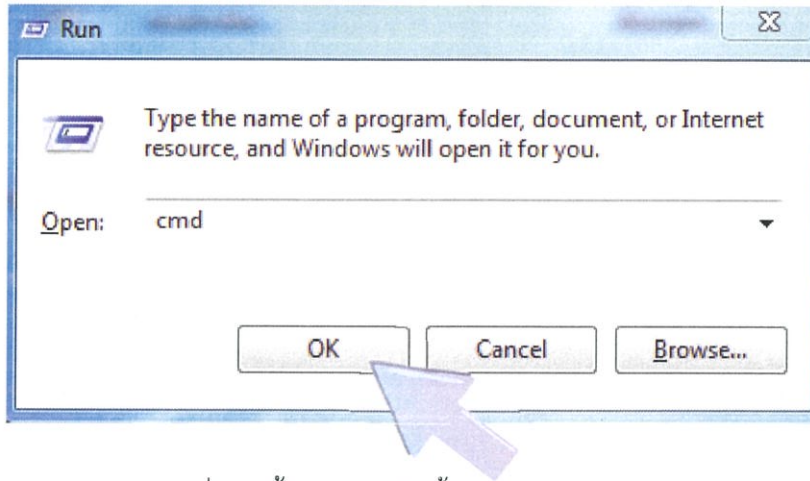 Run
Type the name of a program, folder, document, or Internet
resource, and Windows will open it for you.
Open: cmd
OK Cancel Browse...